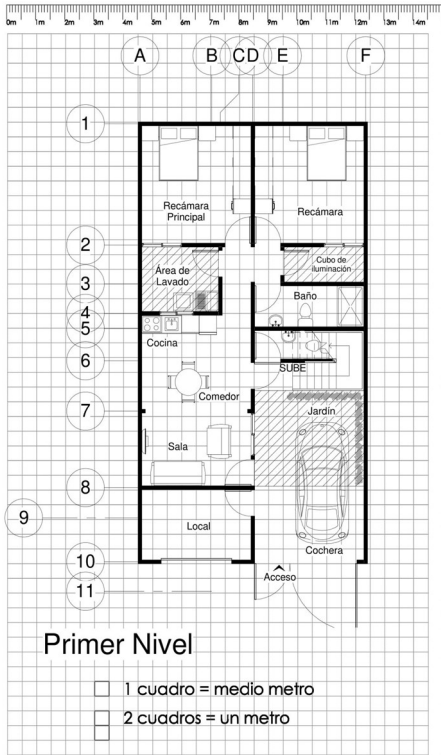 0m 1m 2m 3m 4m 5m 6m 7m 8m 9m 10m 11m 12m 13m 14m
A B C D E F
1
Recámara
Principal
Recámara
2
Área de
Lavado
Cubo de
iluminación
3
Baño
4
5
Cocina
6
SUBE
Comedor
7
Jardín
Sala
8
9
Local
Cochera
10
Acceso
11
Primer Nivel
1 cuadro = medio metro
2 cuadros = un metro